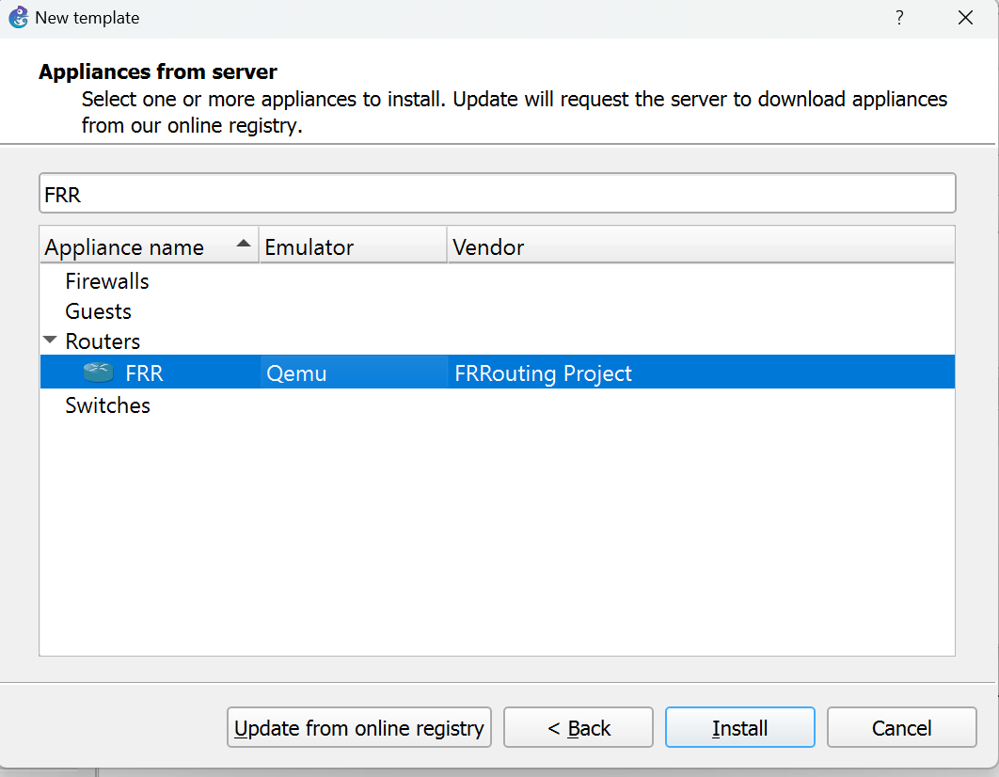 New template
?
Appliances from server
Select one or more appliances to install. Update will request the server to download appliances
from our online registry.
FRR
Appliance name Emulator Vendor
Firewalls
Guests
Routers
FRR Qemu FRRouting Project
Switches
Update from online registry < Back Install Cancel